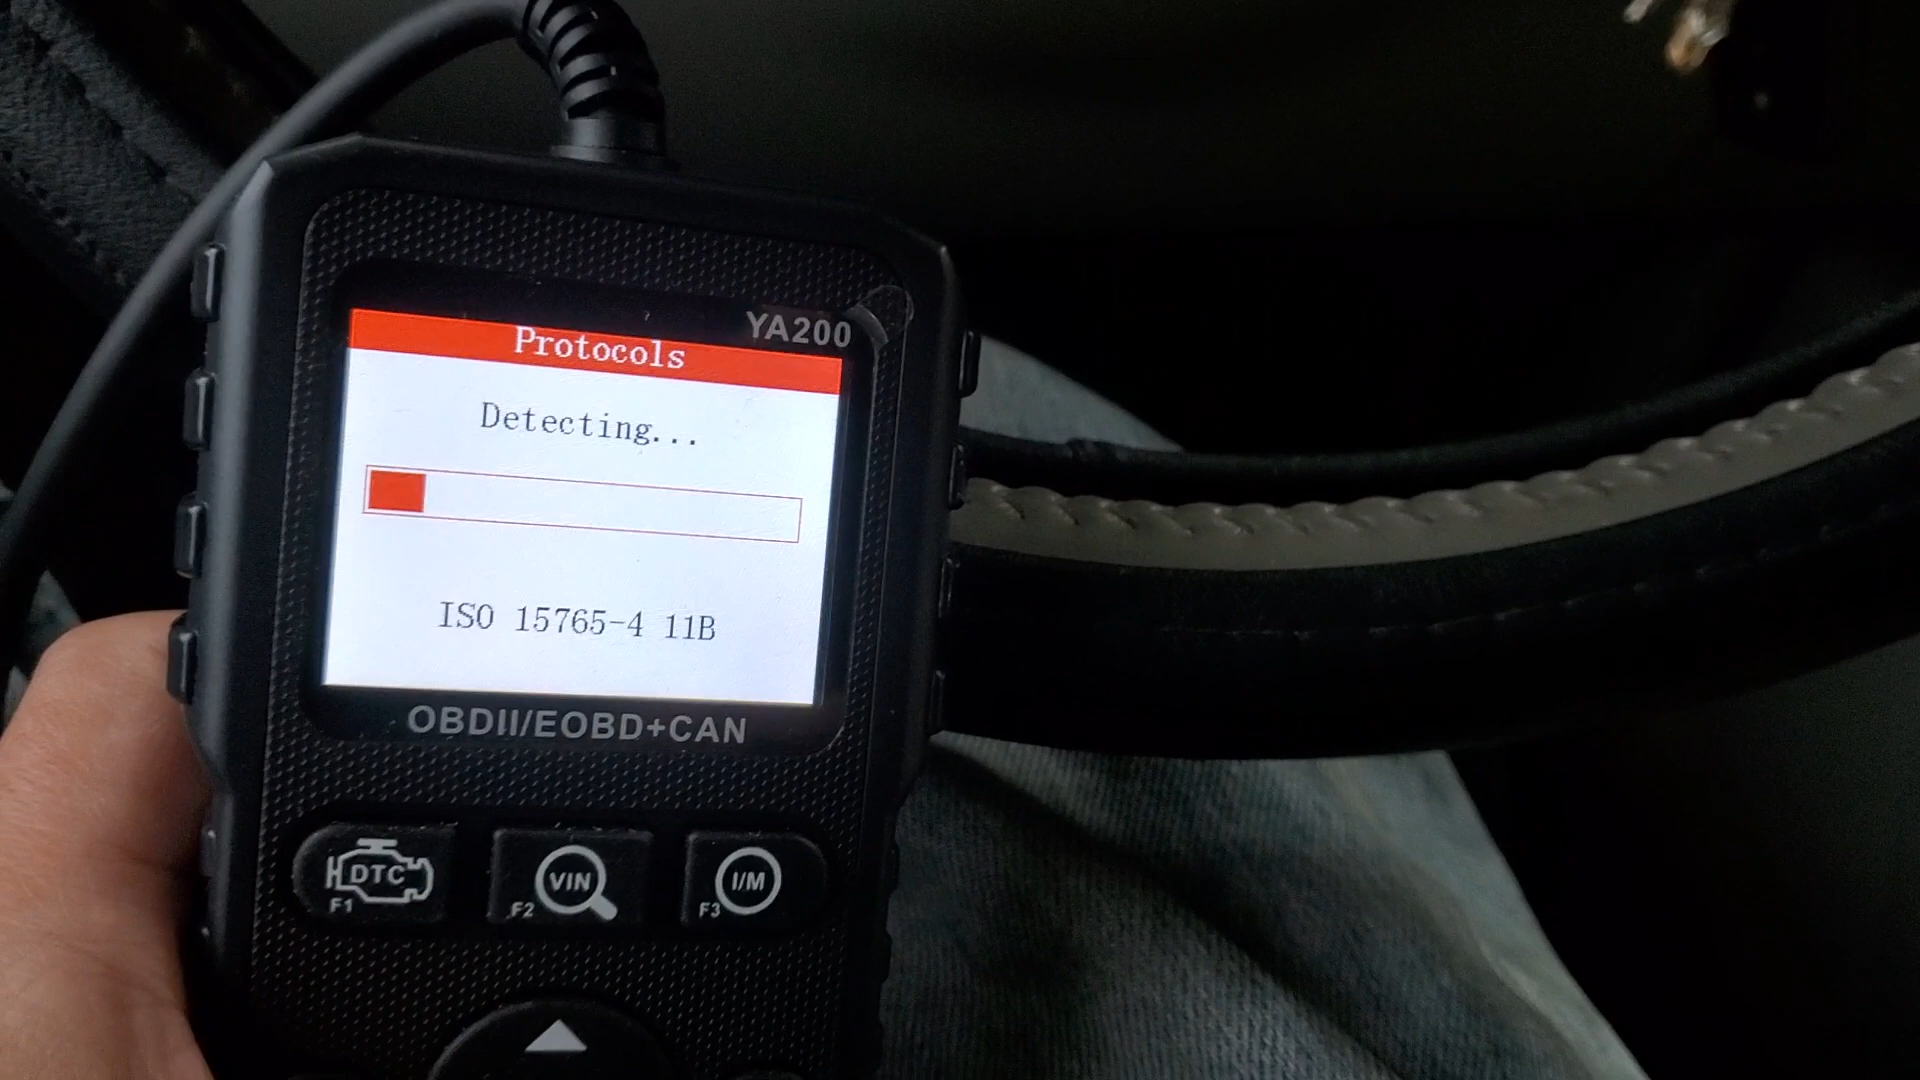 YA200
Protocols
Detecting...
ISO 15765-4 11B
OBDII/EOBD+CAN
DTC
F1
VIN
F2
I/M
F3